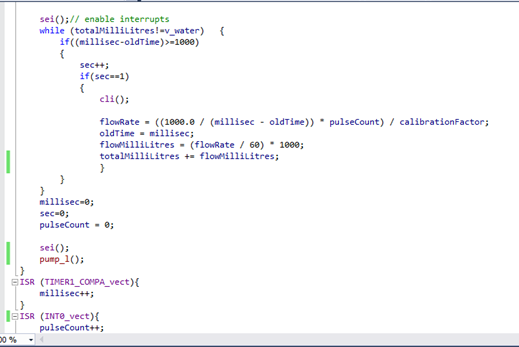 sei();// enable interrupts
while (totalMilliLitres!=v_water) {
if((millisec-oldTime)>=1000)
{
sec++;
if(sec==1)
{
cli();
flowRate = ((1000.0 / (millisec - oldTime)) * pulseCount) / calibrationFactor;
oldTime = millisec;
flowMilliLitres = (flowRate / 60) * 1000;
totalMilliLitres += flowMilliLitres;
}
}
}
millisec=0;
sec=0;
pulseCount = 0;
sei();
pump_l();
}
ISR (TIMER1_COMPA_vect){
millisec++;
}
ISR (INT0_vect){
pulseCount++;
00 %